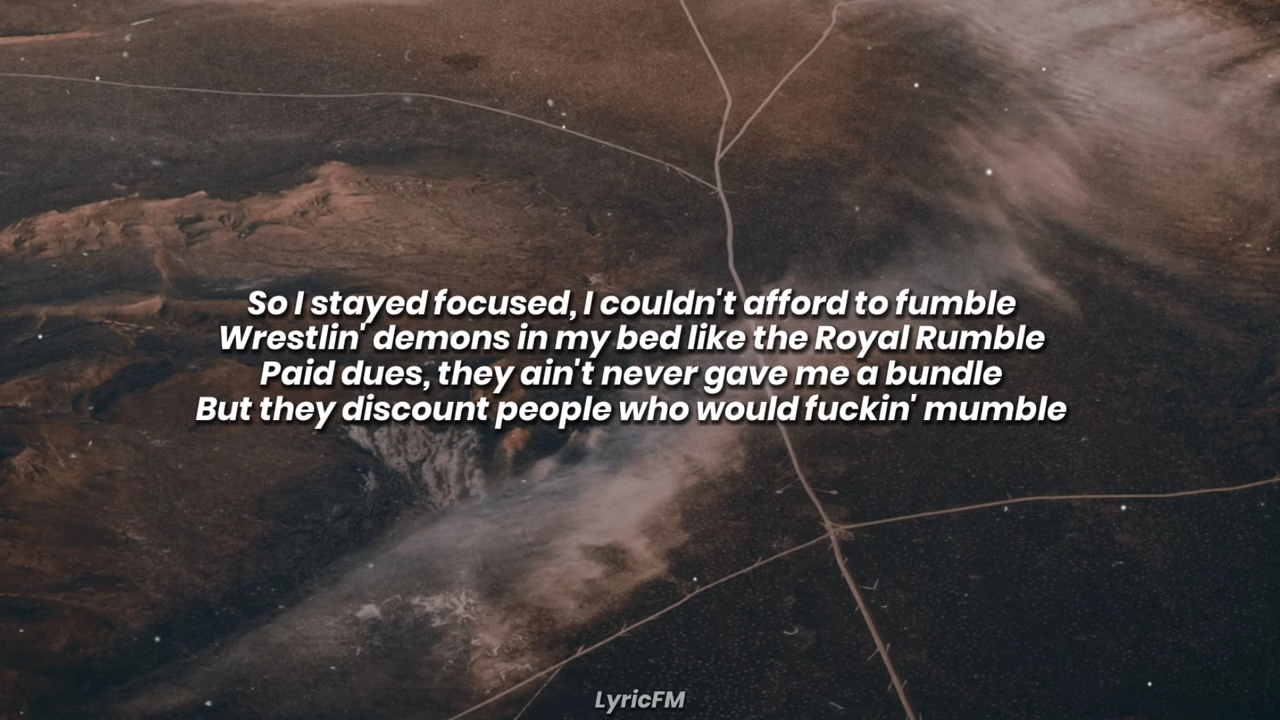 So I stayed focused, I couldn't afford to fumble
Wrestlin' demons in my bed like the Royal Rumble
Paid dues, they ain't never gave me a bundle
But they discount people who would fuckin' mumble
LyricFM